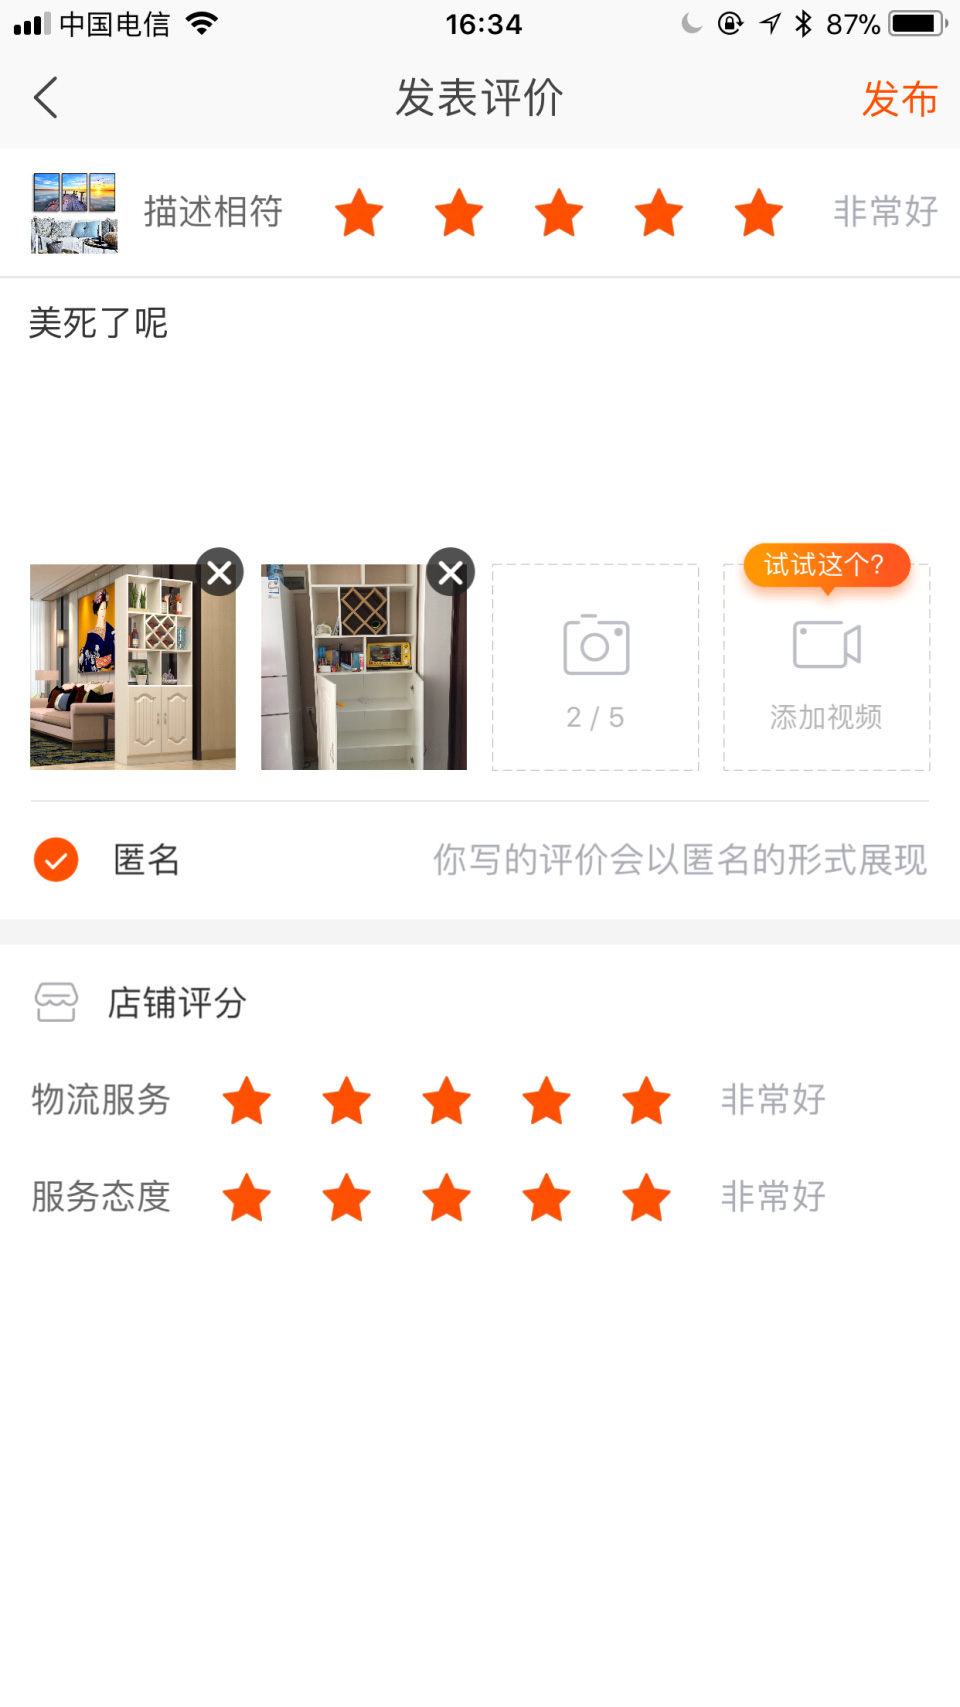 中国电信 16:34 87%
发表评价 发布
描述相符 非常好
美死了呢
试试这个?
2 / 5 添加视频
匿名 你写的评价会以匿名的形式展现
店铺评分
物流服务 非常好
服务态度 非常好